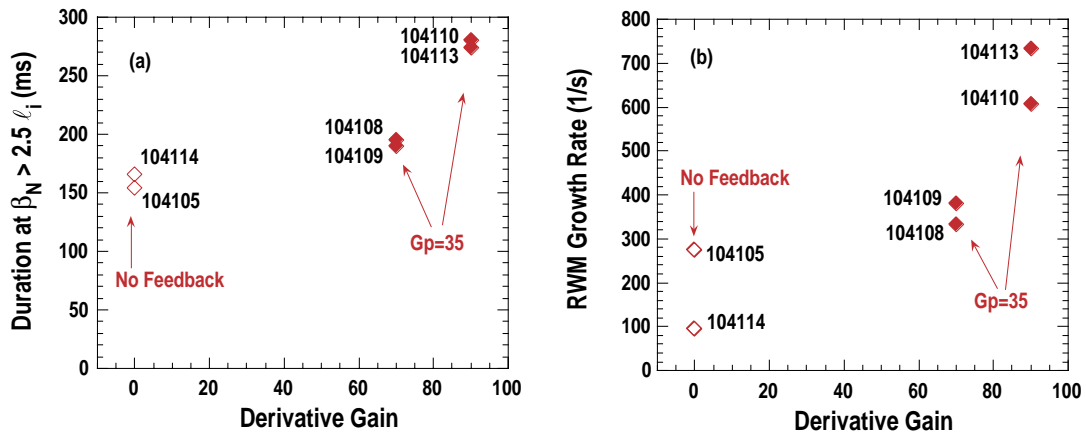 300
250
200
150
100
50
0
Duration at β_N > 2.5 ℓ_i (ms)
(a)
104110
104113
104108
104109
104114
104105
No Feedback
Gp=35
0 20 40 60 80 100
Derivative Gain
800
700
600
500
400
300
200
100
0
RWM Growth Rate (1/s)
(b)
104113
104110
No Feedback
104109
104108
104105
104114
Gp=35
0 20 40 60 80 100
Derivative Gain